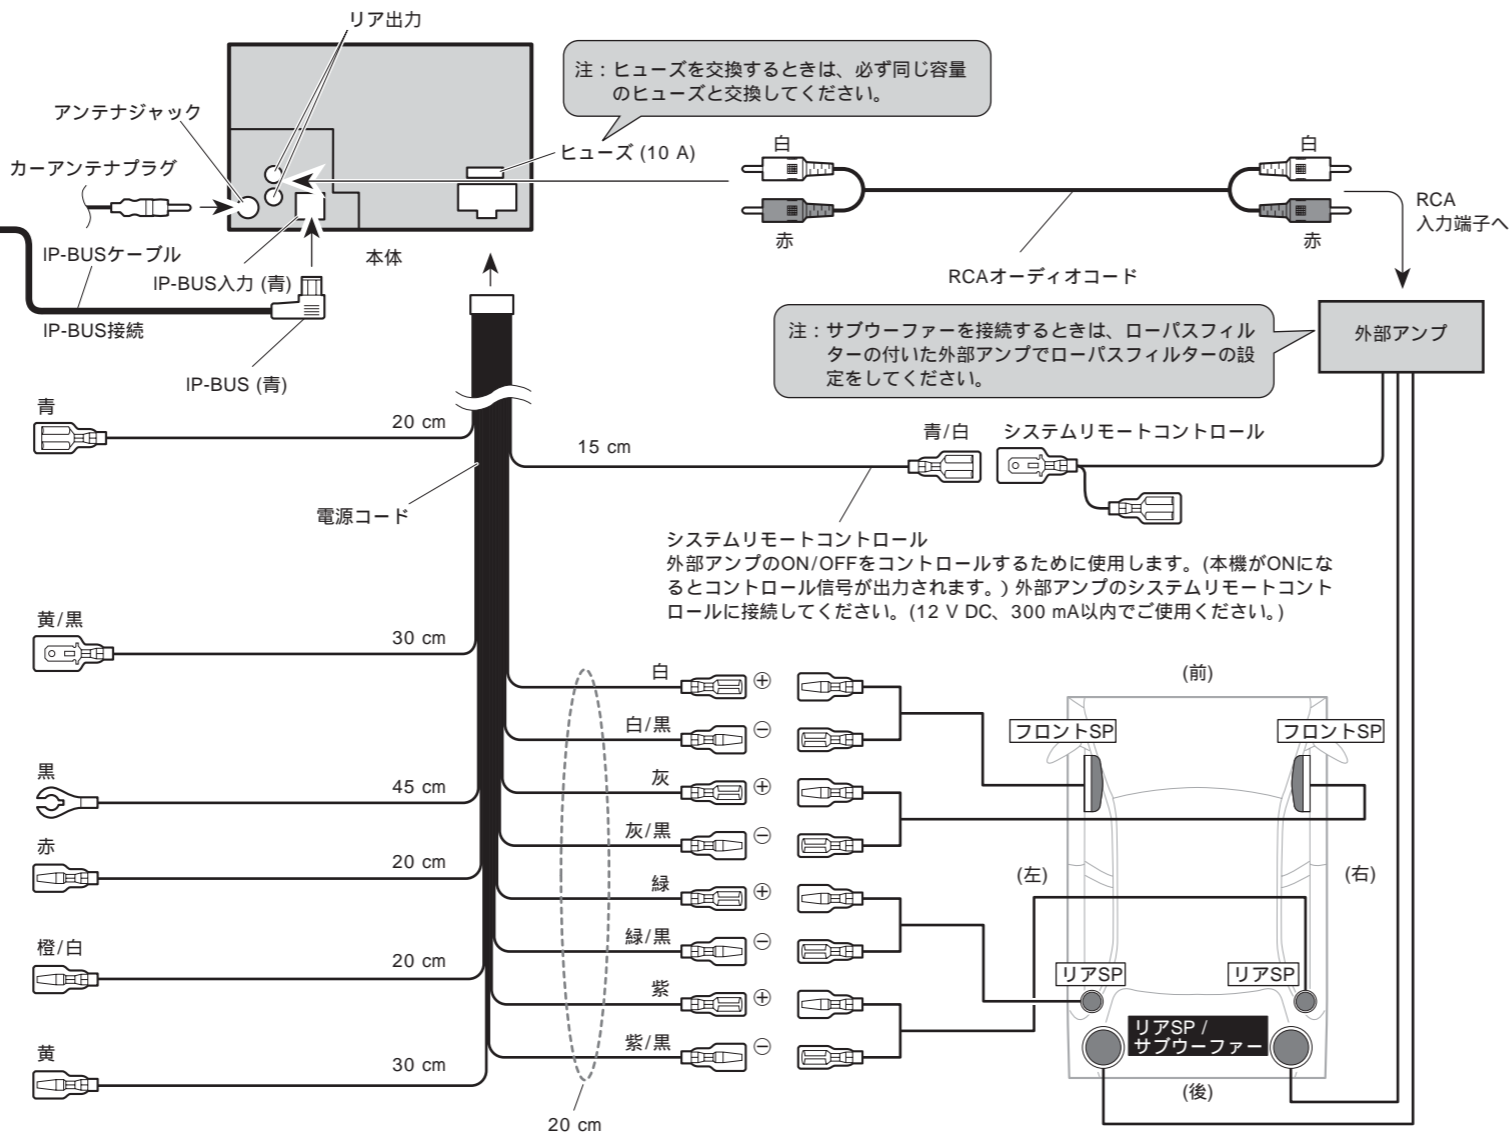 リア出力
注：ヒューズを交換するときは、必ず同じ容量
のヒューズと交換してください。
アンテナジャック
ヒューズ (10 A)
カーアンテナプラグ
白
赤
白
赤
RCA
入力端子へ
IP-BUSケーブル
IP-BUS入力 (青)
本体
RCAオーディオコード
IP-BUS接続
IP-BUS (青)
注：サブウーファーを接続するときは、ローパスフィル
ターの付いた外部アンプでローパスフィルターの設
定をしてください。
外部アンプ
青
20 cm
15 cm
青/白
システムリモートコントロール
電源コード
システムリモートコントロール
外部アンプのON/OFFをコントロールするために使用します。(本機がONにな
るとコントロール信号が出力されます。) 外部アンプのシステムリモートコント
ロールに接続してください。(12 V DC、300 mA以内でご使用ください。)
黄/黒
30 cm
黒
45 cm
赤
20 cm
橙/白
20 cm
黄
30 cm
白 ⊕
白/黒 ⊖
灰 ⊕
灰/黒 ⊖
緑 ⊕
緑/黒 ⊖
紫 ⊕
紫/黒 ⊖
20 cm
(前)
フロントSP
フロントSP
(左)
(右)
リアSP
リアSP
リアSP /
サブウーファー
(後)